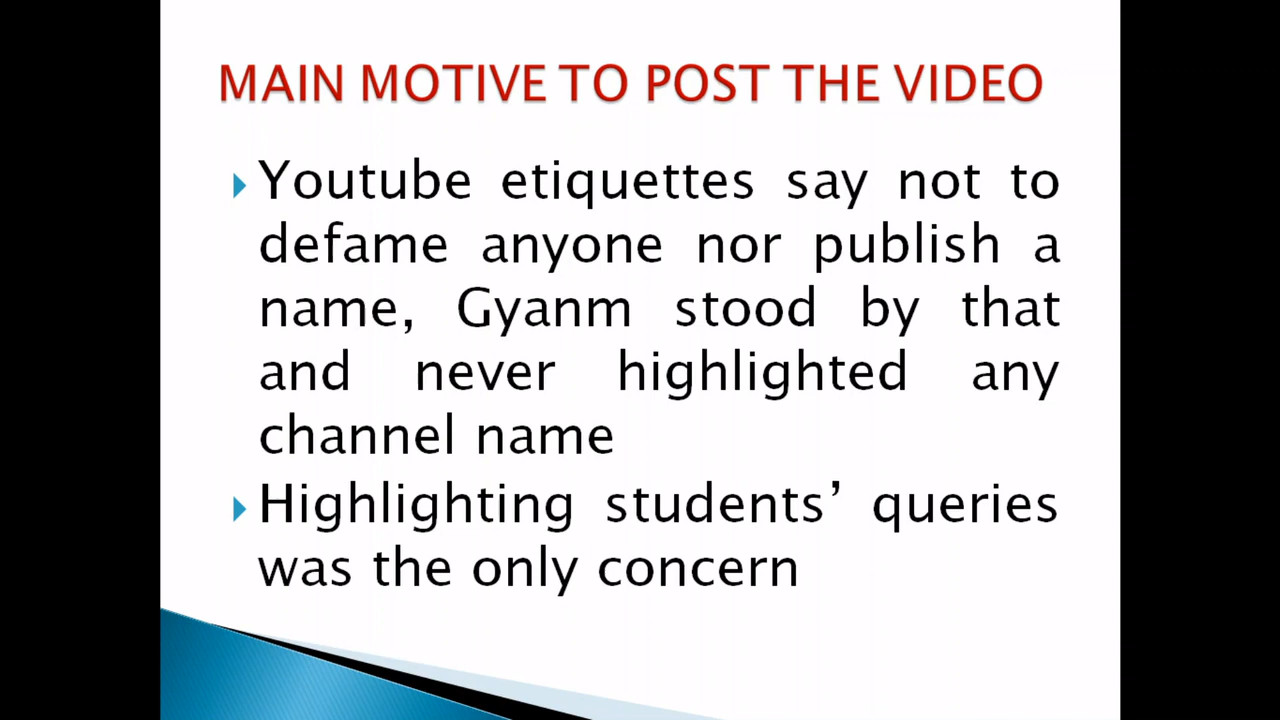 MAIN MOTIVE TO POST THE VIDEO
Youtube etiquettes say not to
defame anyone nor publish a
name, Gyanm stood by that
and never highlighted any
channel name
Highlighting students’ queries
was the only concern